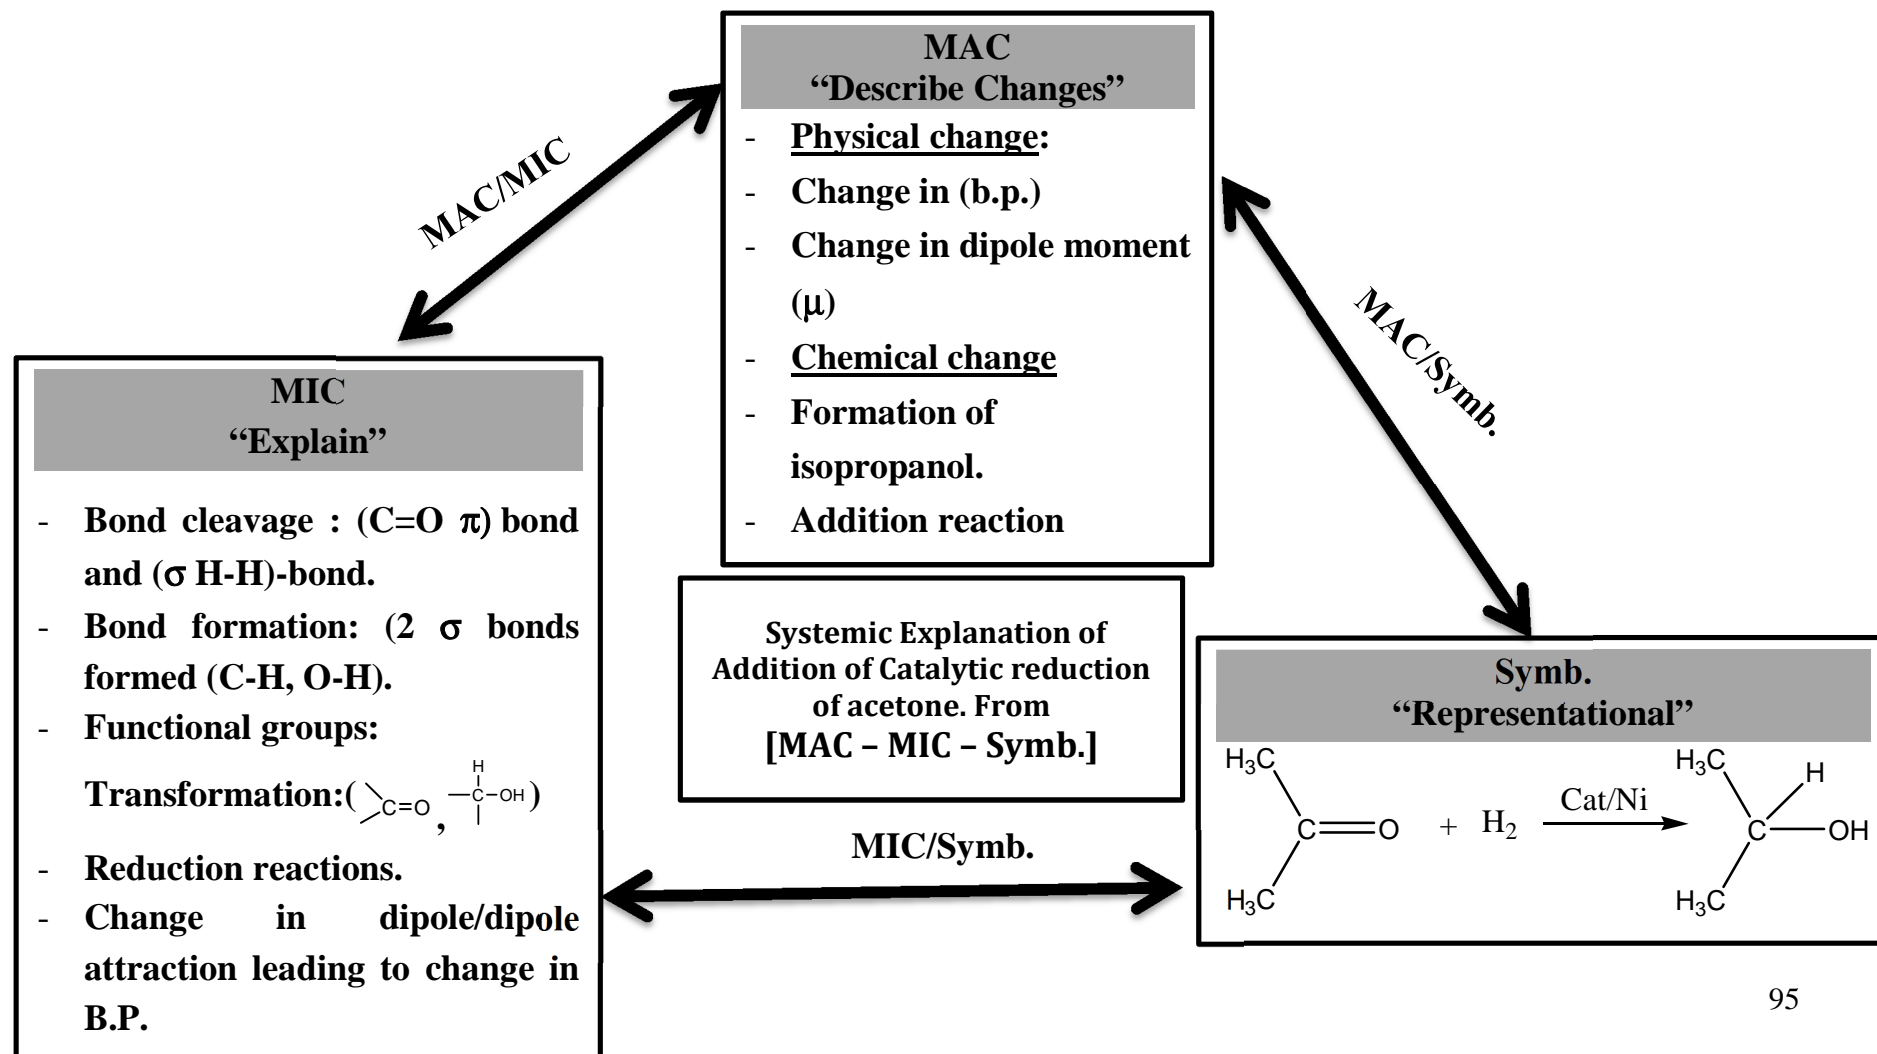 MAC
“Describe Changes”
- Physical change:
- Change in (b.p.)
- Change in dipole moment
(μ)
- Chemical change
- Formation of
isopropanol.
- Addition reaction
MAC/MIC
MAC/Symb.
MIC
“Explain”
- Bond cleavage : (C=O π) bond
and (σ H-H)-bond.
- Bond formation: (2 σ bonds
formed (C-H, O-H).
- Functional groups:
Transformation:( C=O , H C-OH )
- Reduction reactions.
- Change in dipole/dipole
attraction leading to change in
B.P.
Systemic Explanation of
Addition of Catalytic reduction
of acetone. From
[MAC – MIC – Symb.]
MIC/Symb.
Symb.
“Representational”
H₃C H₃C H
C O + H₂ Cat/Ni C OH
H₃C H₃C
95